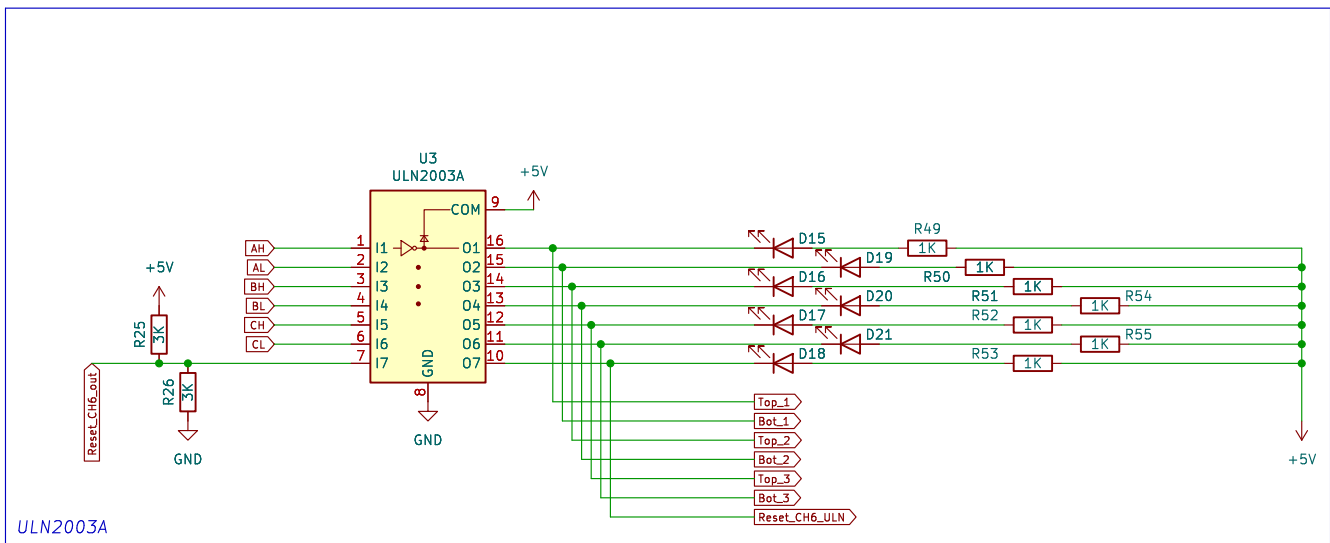 U3
ULN2003A
+5V
COM
9
AH
1
I1
O1
16
D15
R49
1K
AL
2
I2
O2
15
D19
1K
R50
BH
3
I3
O3
14
D16
1K
R51
BL
4
I4
O4
13
D20
1K
R54
CH
5
I5
O5
12
D17
R52
1K
CL
6
I6
O6
11
D21
1K
R55
7
I7
O7
10
D18
R53
1K
+5V
R25
3K
R26
3K
GND
Reset_CH6_out
GND
8
GND
Top_1
Bot_1
Top_2
Bot_2
Top_3
Bot_3
Reset_CH6_ULN
+5V
ULN2003A